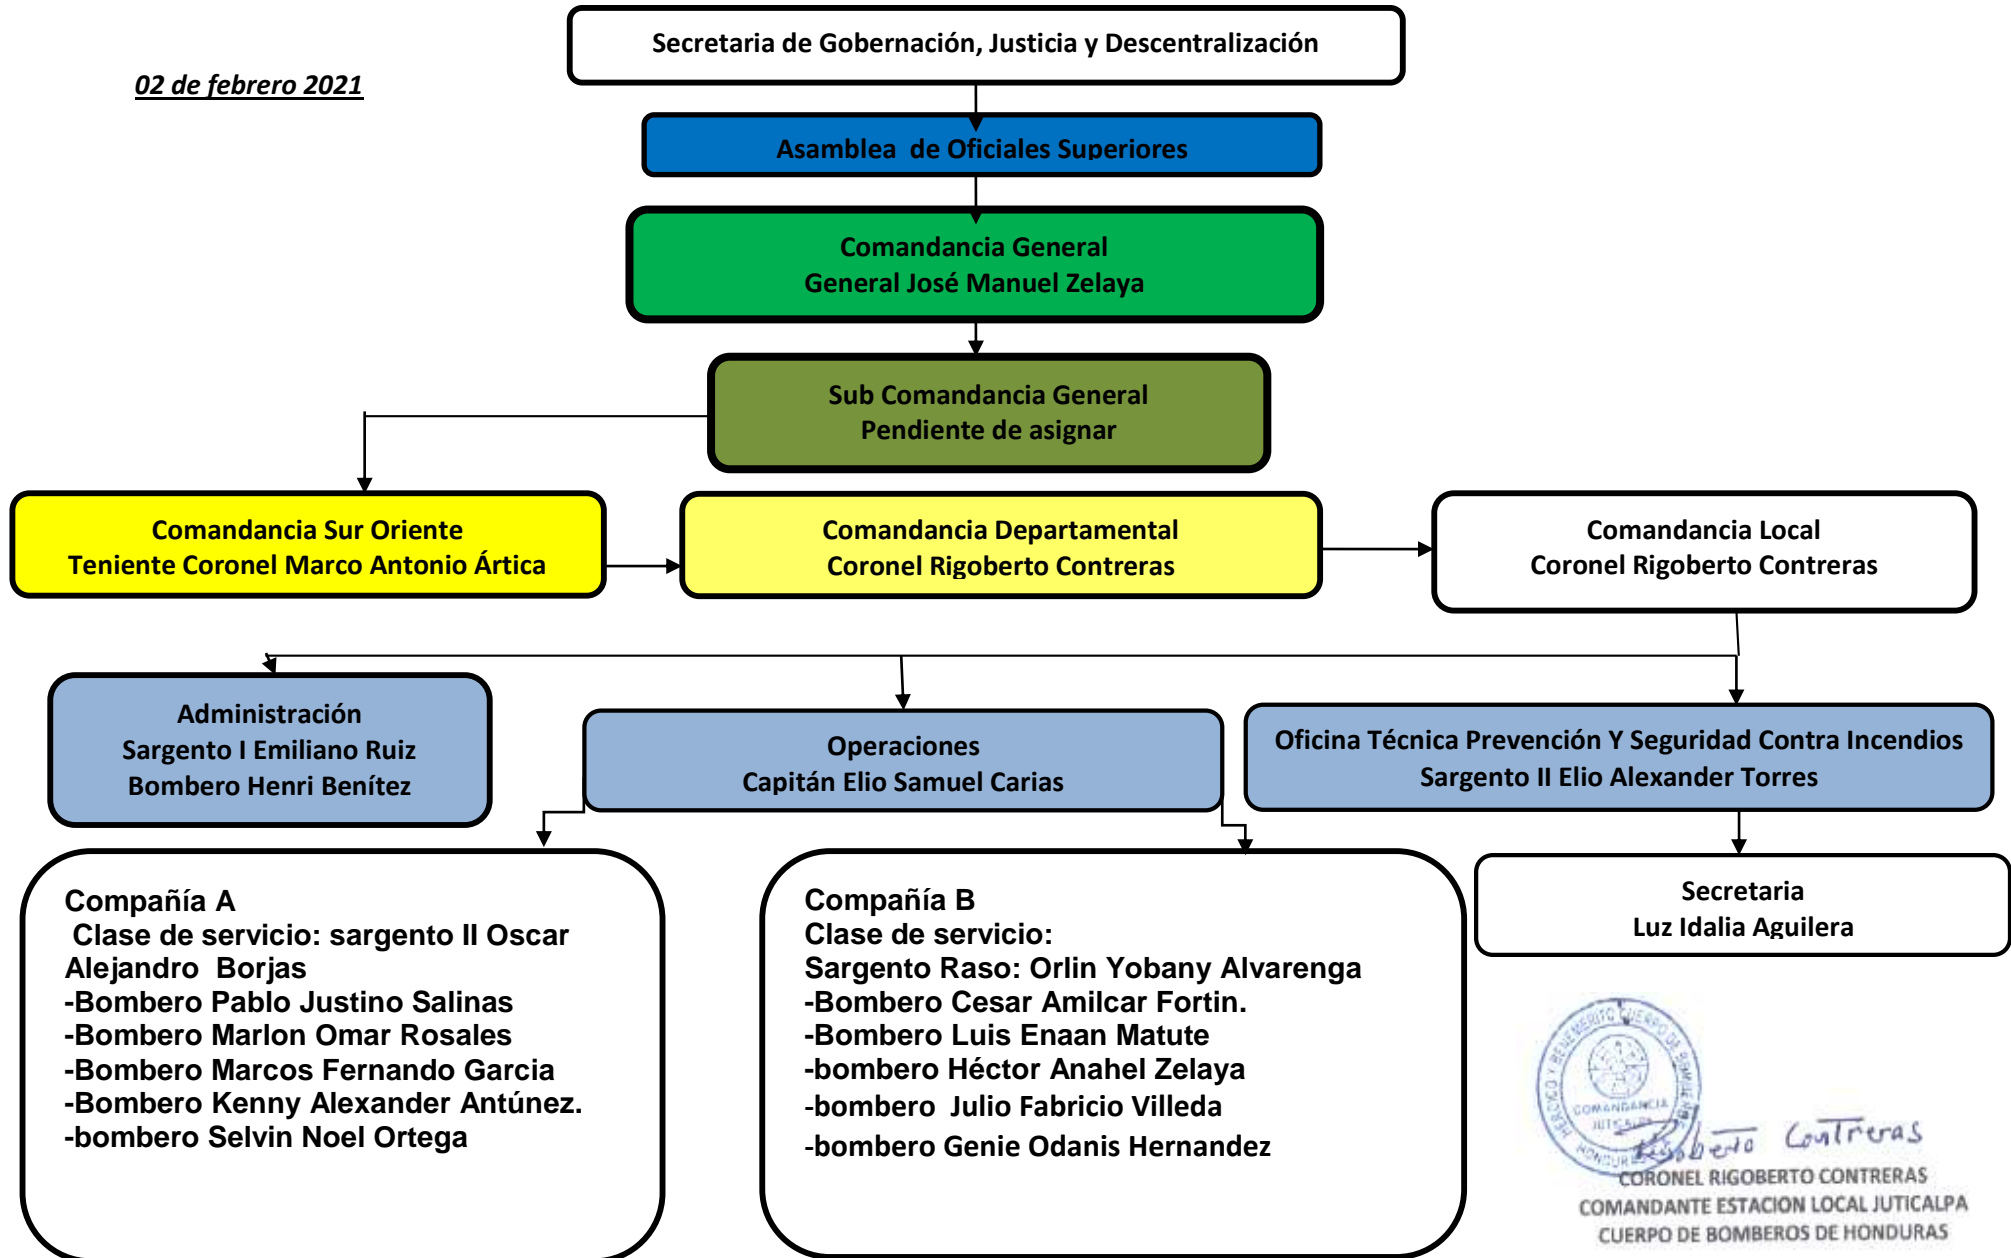 Secretaria de Gobernación, Justicia y Descentralización
02 de febrero 2021
Asamblea de Oficiales Superiores
Comandancia General
General José Manuel Zelaya
Sub Comandancia General
Pendiente de asignar
Comandancia Sur Oriente
Teniente Coronel Marco Antonio Ártica
Comandancia Departamental
Coronel Rigoberto Contreras
Comandancia Local
Coronel Rigoberto Contreras
Administración
Sargento I Emiliano Ruiz
Bombero Henri Benítez
Operaciones
Capitán Elio Samuel Carias
Oficina Técnica Prevención Y Seguridad Contra Incendios
Sargento II Elio Alexander Torres
Compañía A
Clase de servicio: sargento II Oscar
Alejandro Borjas
-Bombero Pablo Justino Salinas
-Bombero Marlon Omar Rosales
-Bombero Marcos Fernando Garcia
-Bombero Kenny Alexander Antúnez.
-bombero Selvin Noel Ortega
Compañía B
Clase de servicio:
Sargento Raso: Orlin Yobany Alvarenga
-Bombero Cesar Amilcar Fortin.
-Bombero Luis Enaan Matute
-bombero Héctor Anahel Zelaya
-bombero Julio Fabricio Villeda
-bombero Genie Odanis Hernandez
Secretaria
Luz Idalia Aguilera
HEROICO Y BENEMERITO CUERPO DE BOMBEROS
COMANDANCIA
JUTICALPA
HONDURAS
Rigoberto Contreras
CORONEL RIGOBERTO CONTRERAS
COMANDANTE ESTACION LOCAL JUTICALPA
CUERPO DE BOMBEROS DE HONDURAS